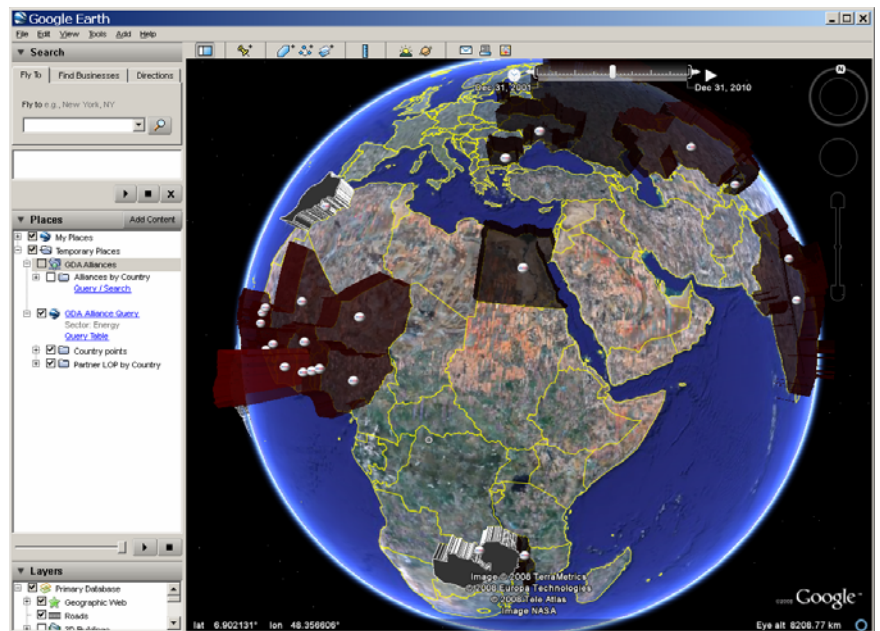 Google Earth
File Edit View Tools Add Help
Search
Fly To Find Businesses Directions
Fly to e.g., New York, NY
Places Add Content
My Places
Temporary Places
GDA Alliances
Alliances by Country
Query / Search
GDA Alliance Query
Sector: Energy
Query Table
Country points
Partner LOP by Country
Layers
Primary Database
Geographic Web
Roads
3D Buildings
N
Dec 31, 2001
Dec 31, 2010
Image © 2008 TerraMetrics
© 2008 Europa Technologies
© 2008 Tele Atlas
Image NASA
Google
lat 6.902131° lon 48.356606°
Eye alt 8208.77 km